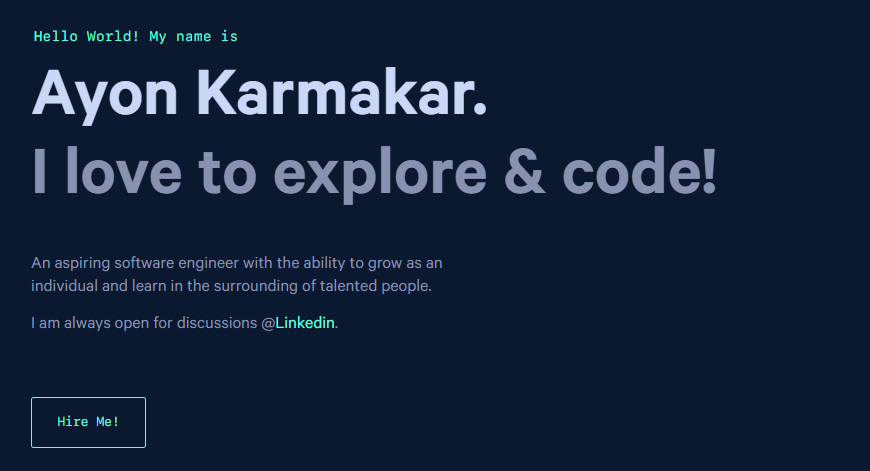 Hello World! My name is
Ayon Karmakar.
I love to explore & code!
An aspiring software engineer with the ability to grow as an
individual and learn in the surrounding of talented people.
I am always open for discussions @Linkedin.
Hire Me!